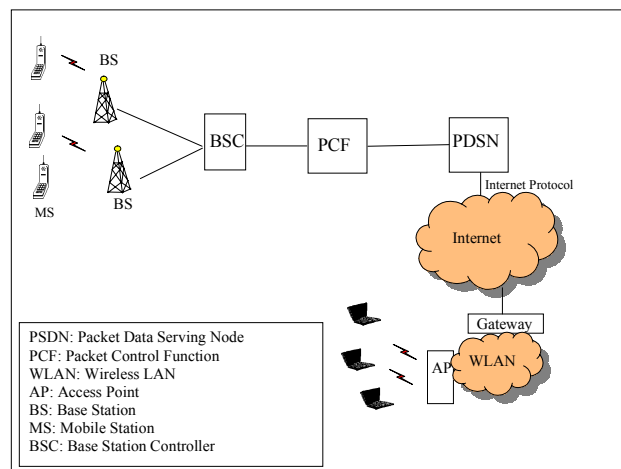 BS
BSC
PCF
PDSN
BS
MS
Internet Protocol
Internet
Gateway
AP
WLAN
PSDN: Packet Data Serving Node
PCF: Packet Control Function
WLAN: Wireless LAN
AP: Access Point
BS: Base Station
MS: Mobile Station
BSC: Base Station Controller